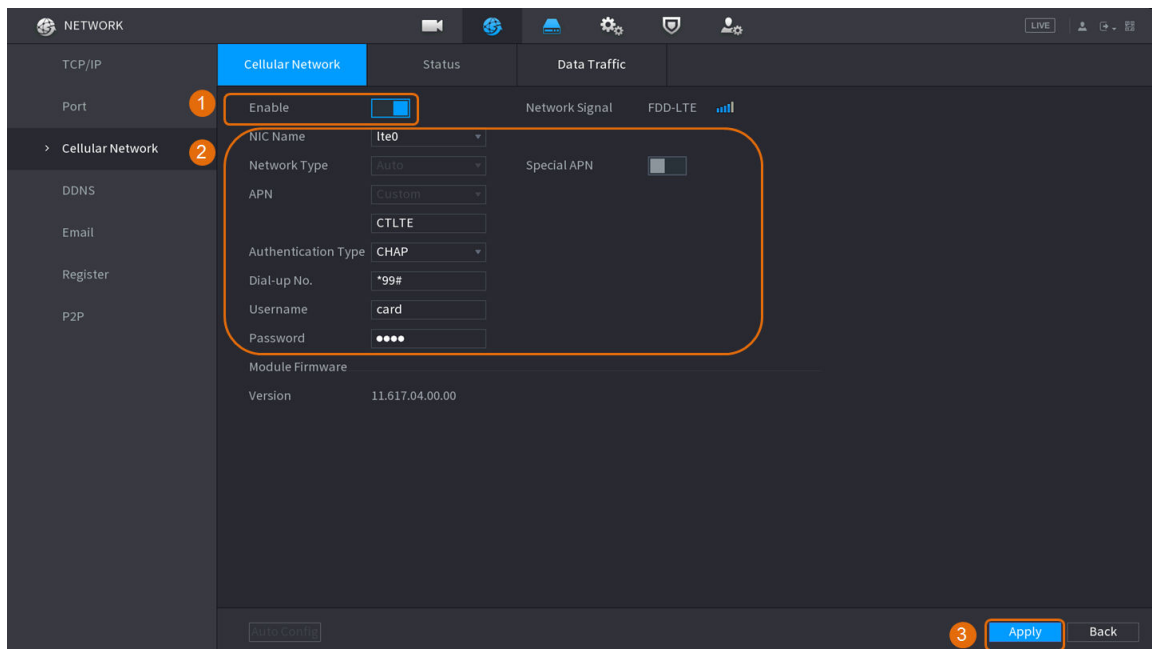 NETWORK
LIVE
TCP/IP
Port
Cellular Network
DDNS
Email
Register
P2P
Cellular Network
Status
Data Traffic
1
Enable
Network Signal
FDD-LTE
2
NIC Name
lte0
Network Type
Auto
Special APN
APN
Custom
CTLTE
Authentication Type
CHAP
Dial-up No.
*99#
Username
card
Password
●●●●
Module Firmware
Version
11.617.04.00.00
Auto Config
3
Apply
Back